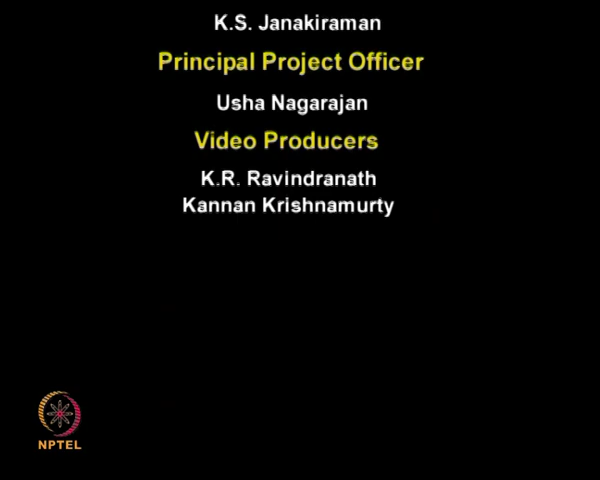 K.S. Janakiraman
Principal Project Officer
Usha Nagarajan
Video Producers
K.R. Ravindranath
Kannan Krishnamurty
NPTEL